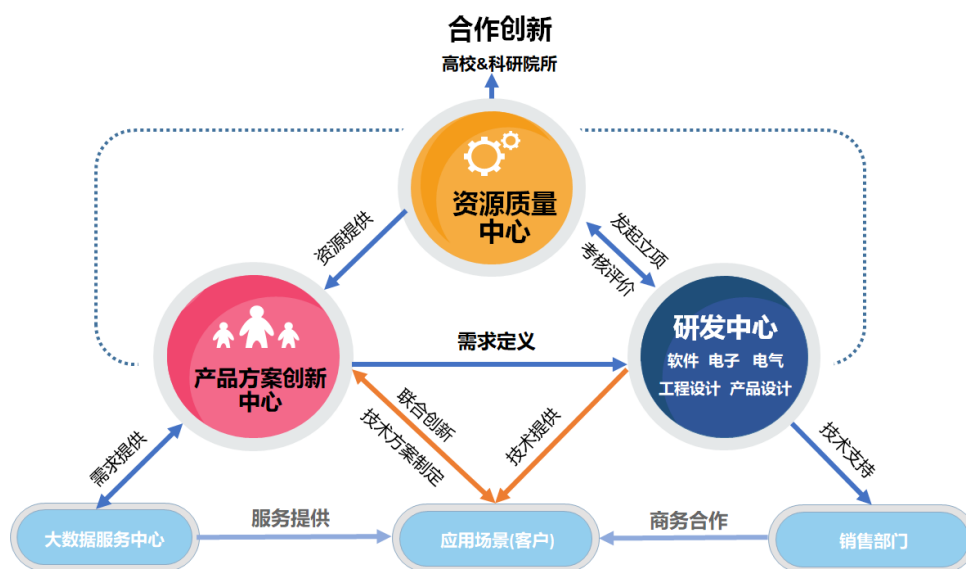 合作创新
高校&科研院所
资源质量
中心
资源提供
发起立项
考核评价
产品方案创新
中心
需求定义
研发中心
软件 电子 电气
工程设计 产品设计
需求提供
联合创新
技术方案制定
技术提供
技术支持
大数据服务中心
服务提供
应用场景(客户)
商务合作
销售部门